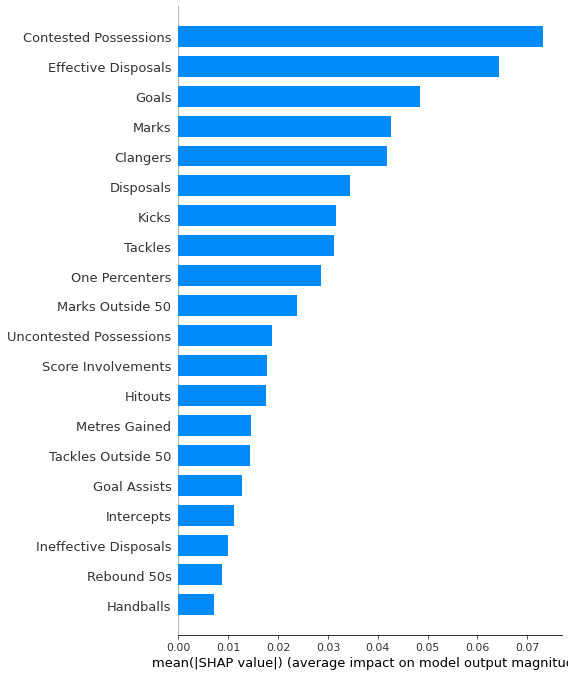 Contested Possessions
Effective Disposals
Goals
Marks
Clangers
Disposals
Kicks
Tackles
One Percenters
Marks Outside 50
Uncontested Possessions
Score Involvements
Hitouts
Metres Gained
Tackles Outside 50
Goal Assists
Intercepts
Ineffective Disposals
Rebound 50s
Handballs
0.00 0.01 0.02 0.03 0.04 0.05 0.06 0.07
mean(|SHAP value|) (average impact on model output magnitud